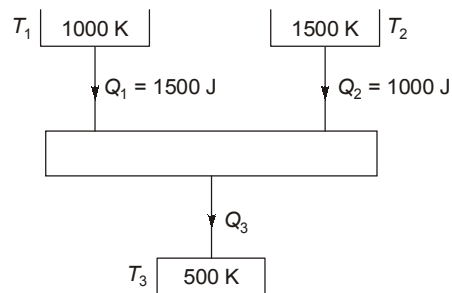 T₁ 1000 K 1500 K T₂
Q₁ = 1500 J Q₂ = 1000 J
Q₃
T₃ 500 K